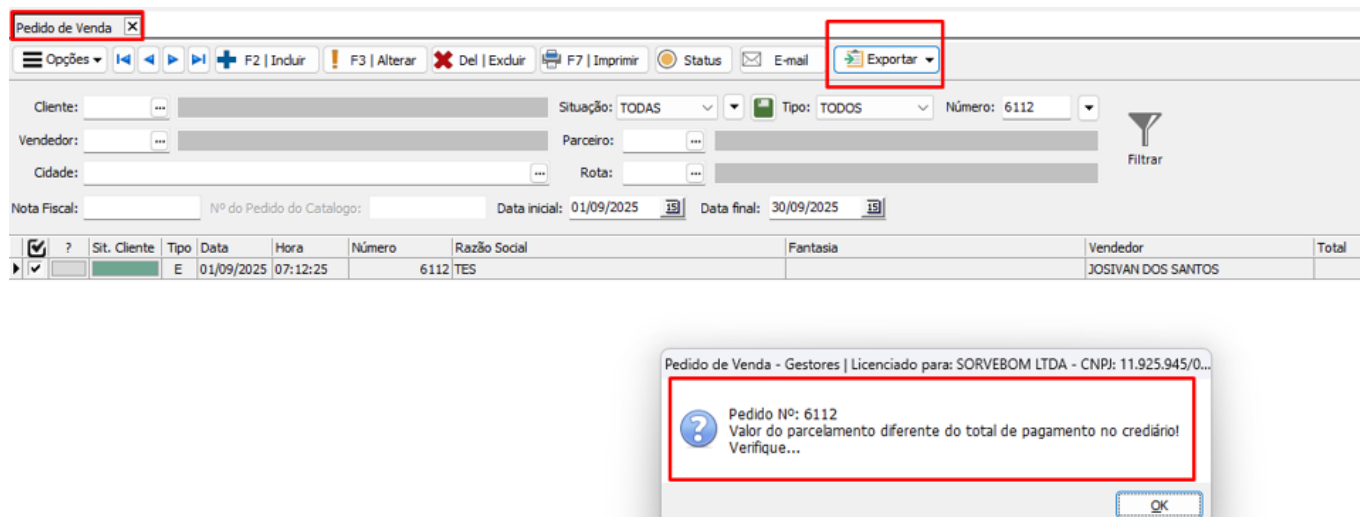 Pedido de Venda X
Opções F2 | Incluir F3 | Alterar Del | Excluir F7 | Imprimir Status E-mail Exportar
Cliente: ... Situação: TODAS Tipo: TODOS Número: 6112
Vendedor: ... Parceiro: ...
Filtrar
Cidade: ... Rota: ...
Nota Fiscal: Nº do Pedido do Catalogo: Data inicial: 01/09/2025 15 Data final: 30/09/2025 15
? Sit. Cliente Tipo Data Hora Número Razão Social Fantasia Vendedor Total
E 01/09/2025 07:12:25 6112 TES JOSIVAN DOS SANTOS
Pedido de Venda - Gestores | Licenciado para: SORVEBOM LTDA - CNPJ: 11.925.945/0...
Pedido Nº: 6112
Valor do parcelamento diferente do total de pagamento no crediário!
Verifique...
OK